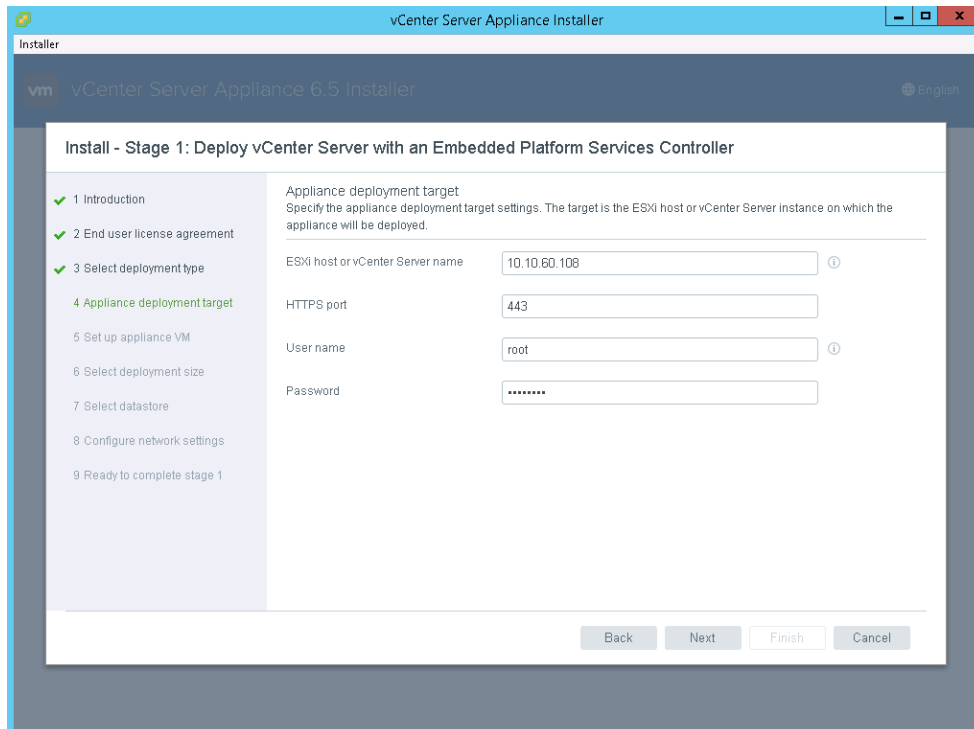 vCenter Server Appliance Installer
Installer
vm vCenter Server Appliance 6.5 Installer
English
Install - Stage 1: Deploy vCenter Server with an Embedded Platform Services Controller
1 Introduction
2 End user license agreement
3 Select deployment type
4 Appliance deployment target
5 Set up appliance VM
6 Select deployment size
7 Select datastore
8 Configure network settings
9 Ready to complete stage 1
Appliance deployment target
Specify the appliance deployment target settings. The target is the ESXi host or vCenter Server instance on which the
appliance will be deployed.
ESXi host or vCenter Server name 10.10.60.108
HTTPS port 443
User name root
Password ••••••••
Back Next Finish Cancel